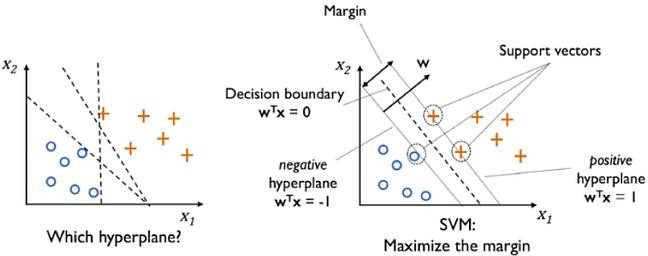 x₂
x₁
Which hyperplane?
Margin
x₂
w
Support vectors
Decision boundary
wᵀx = 0
negative
hyperplane
wᵀx = -1
positive
hyperplane
wᵀx = 1
x₁
SVM:
Maximize the margin